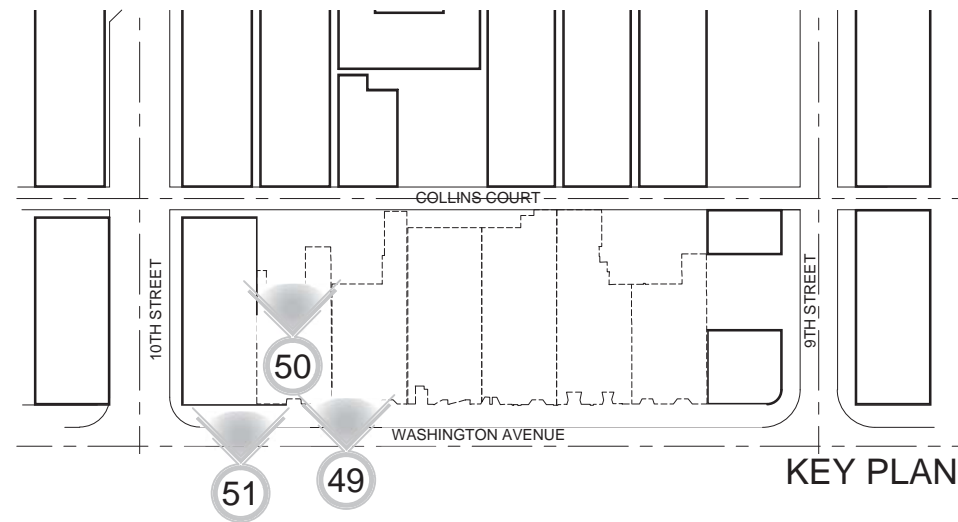 COLLINS COURT
10TH STREET
9TH STREET
50
WASHINGTON AVENUE
KEY PLAN
51
49